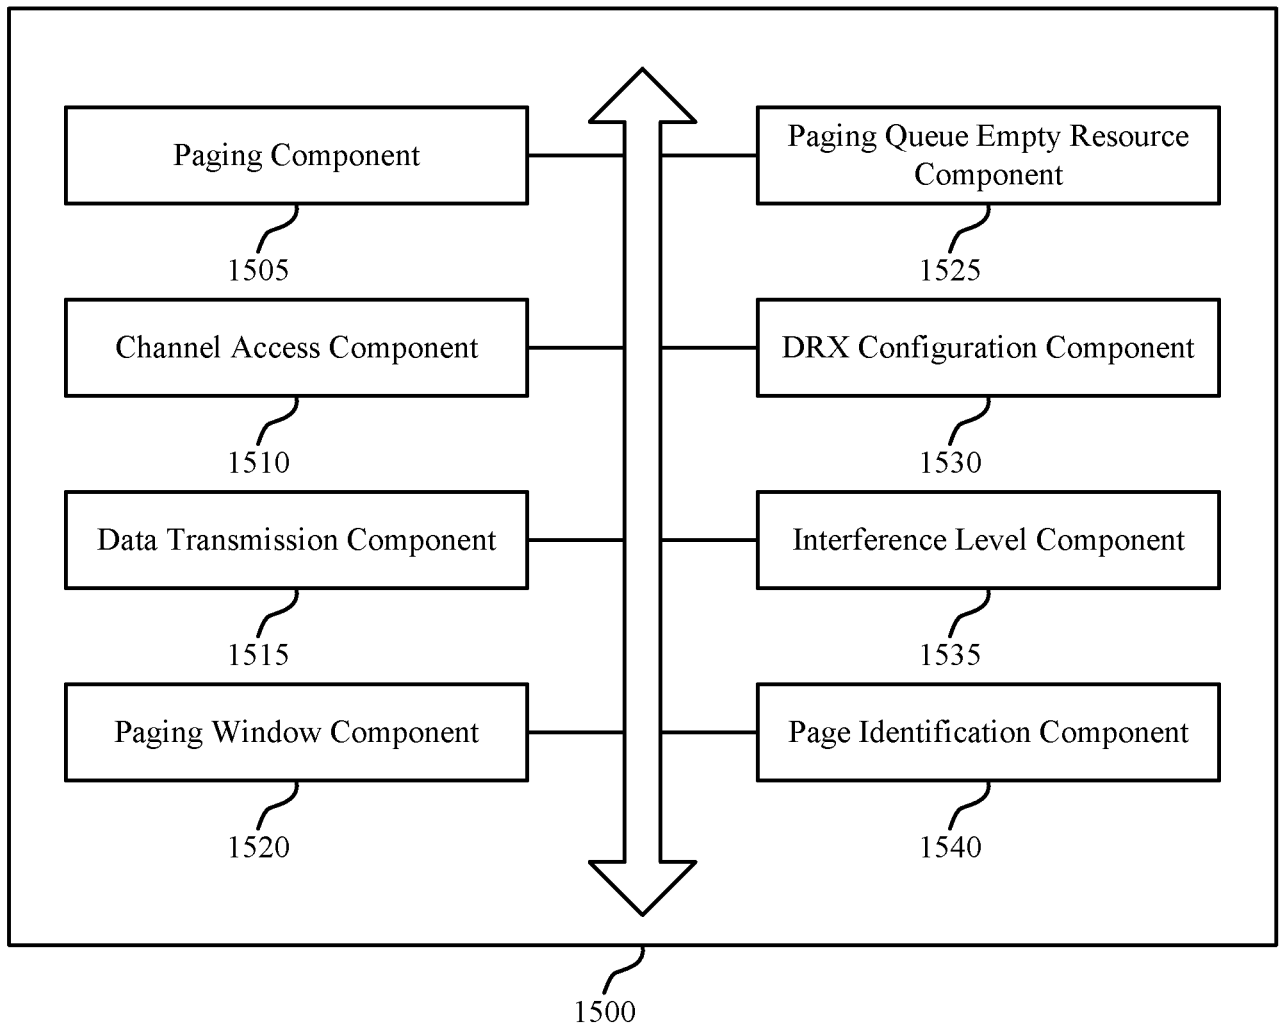 Paging Component
1505
Channel Access Component
1510
Data Transmission Component
1515
Paging Window Component
1520
Paging Queue Empty Resource
Component
1525
DRX Configuration Component
1530
Interference Level Component
1535
Page Identification Component
1540
1500